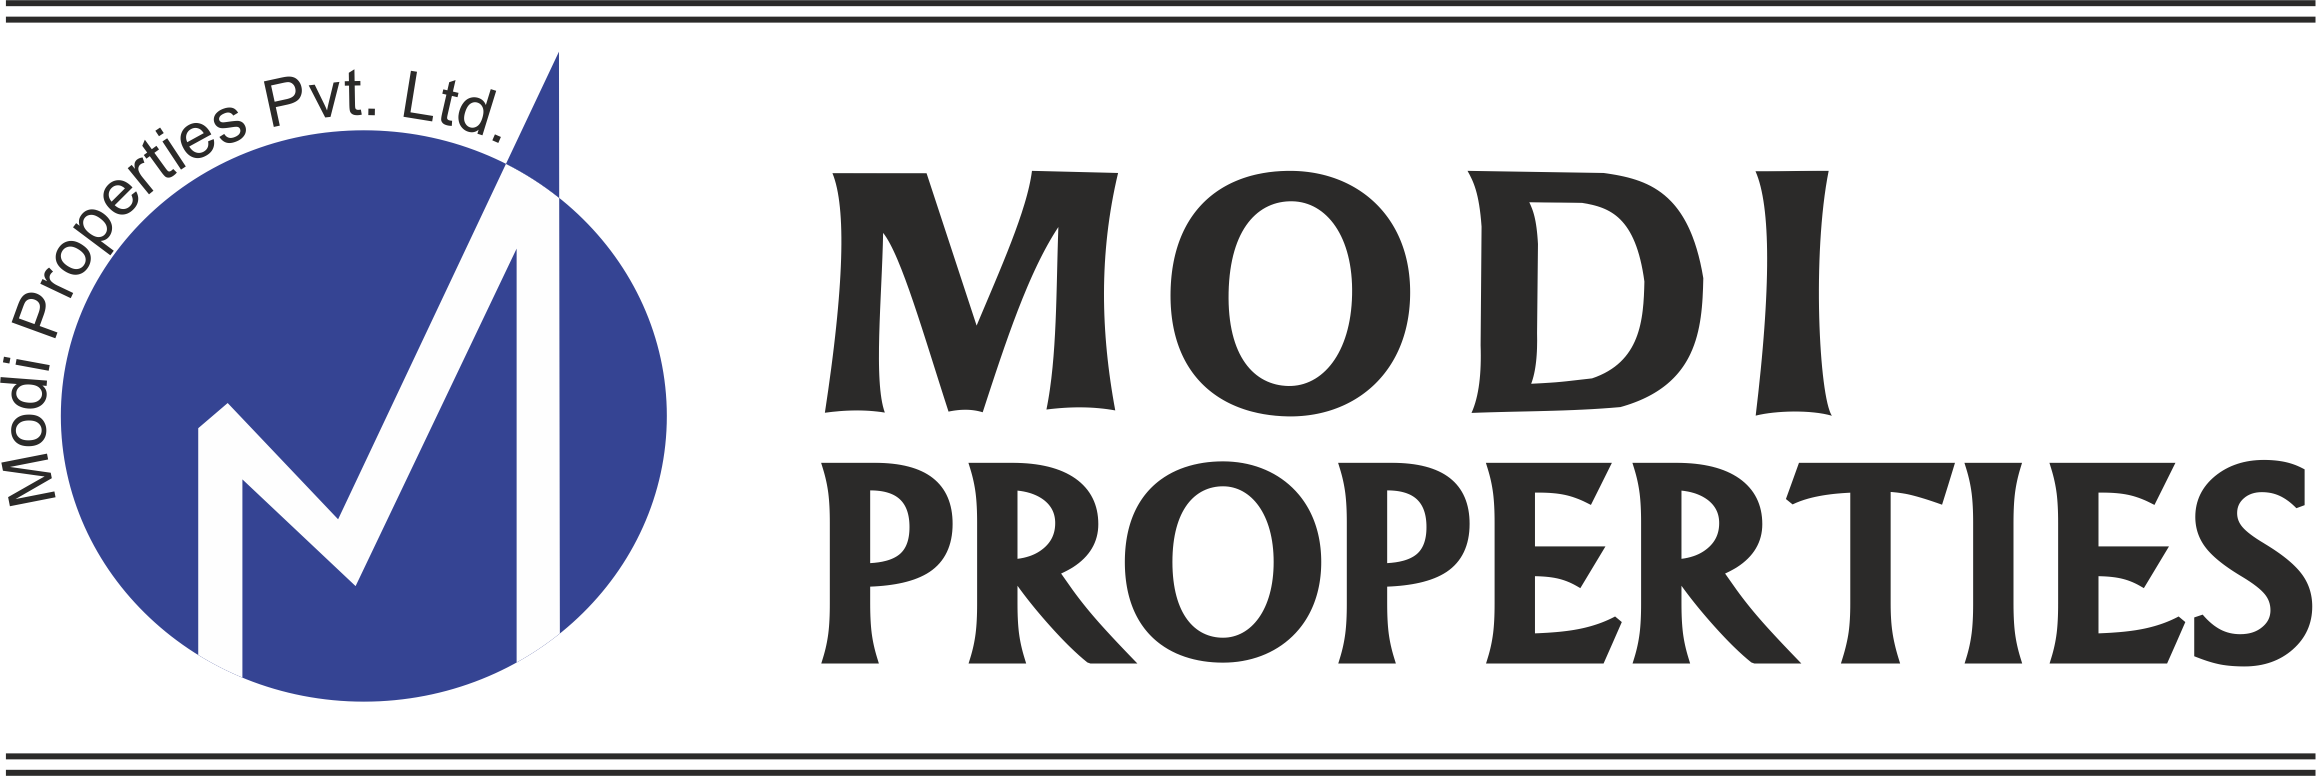 Modi Properties Pvt. Ltd.
MODI
PROPERTIES